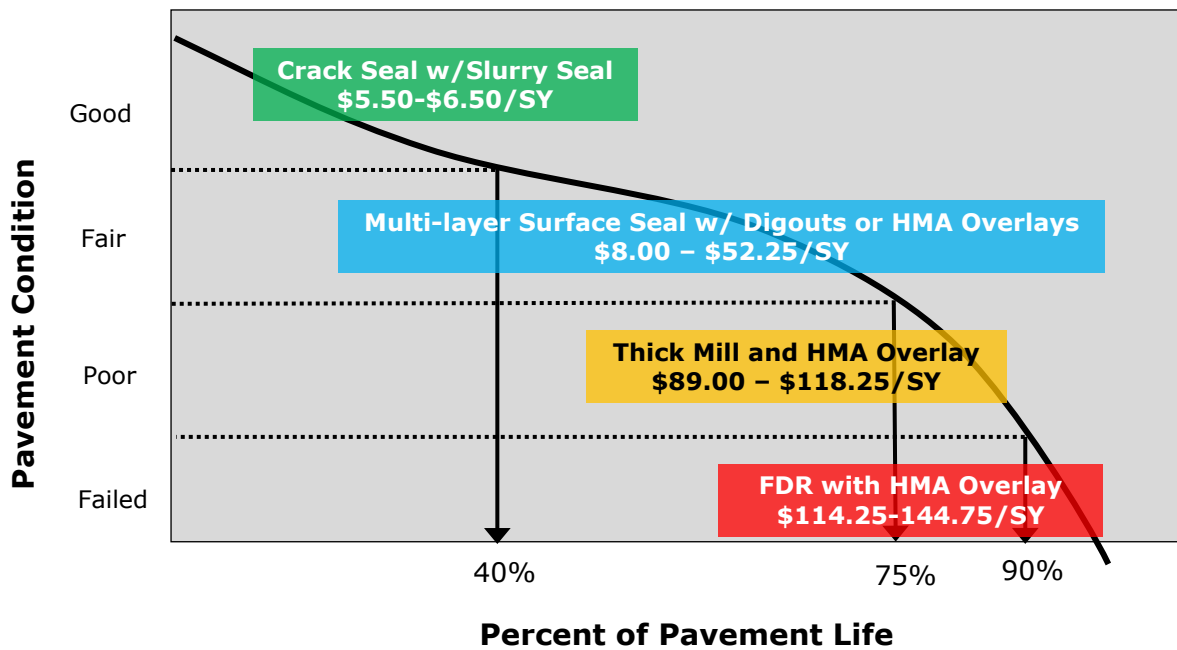 Crack Seal w/Slurry Seal
$5.50-$6.50/SY
Good
Multi-layer Surface Seal w/ Digouts or HMA Overlays
$8.00 – $52.25/SY
Fair
Thick Mill and HMA Overlay
$89.00 – $118.25/SY
Poor
FDR with HMA Overlay
$114.25-144.75/SY
Failed
Pavement Condition
40%
75%
90%
Percent of Pavement Life